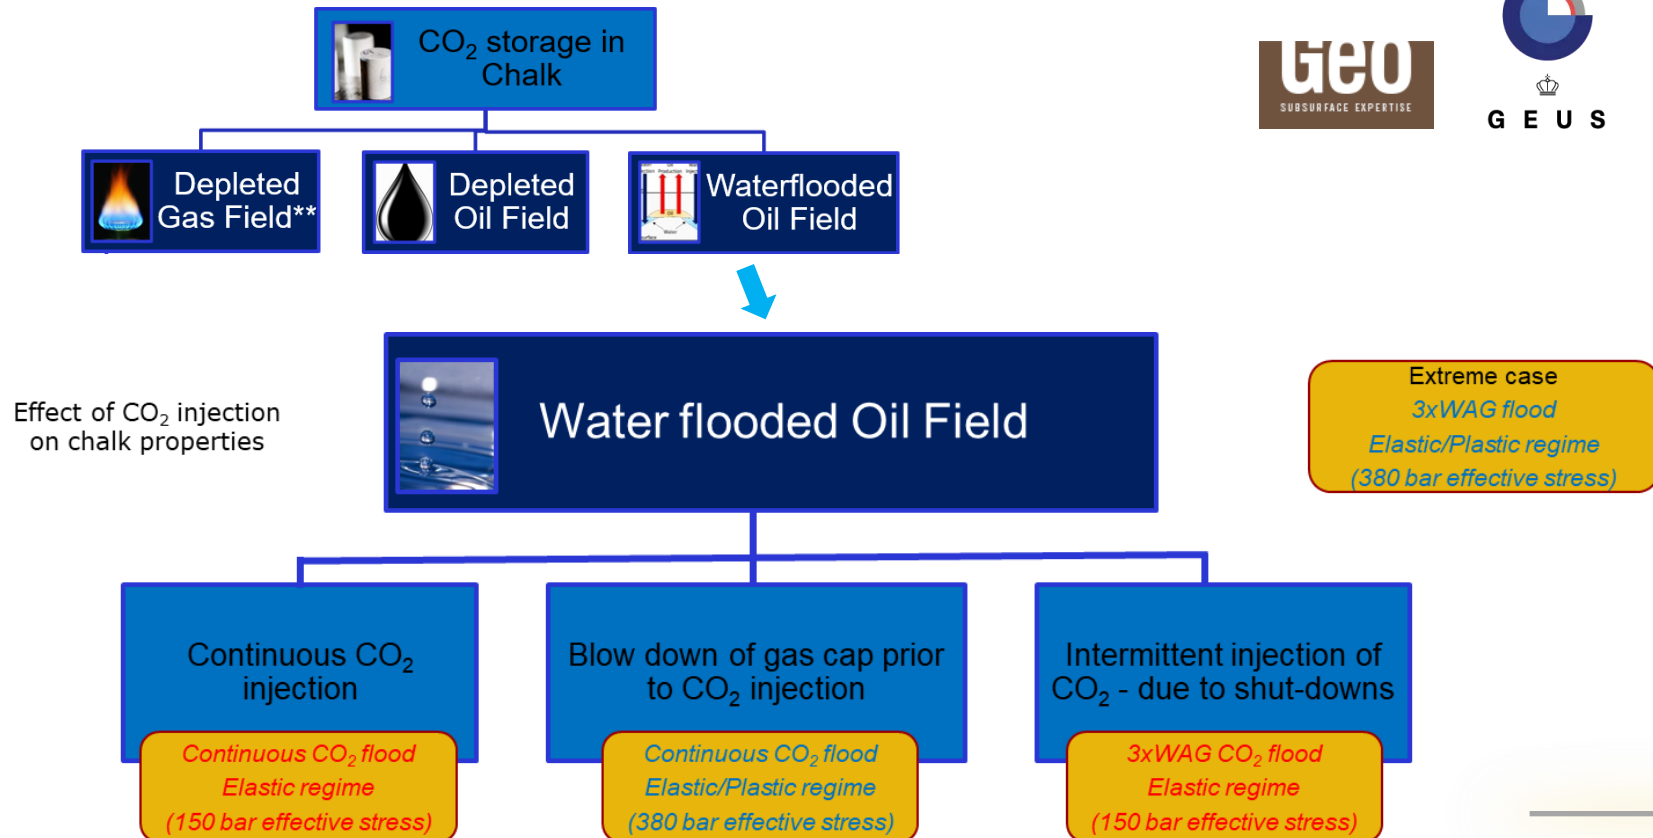 CO₂ storage in
Chalk
Geo
SUBSURFACE EXPERTISE
G E U S
Depleted
Gas Field**
Depleted
Oil Field
Waterflooded
Oil Field
Production
Water
Effect of CO₂ injection
on chalk properties
Water flooded Oil Field
Extreme case
3xWAG flood
Elastic/Plastic regime
(380 bar effective stress)
Continuous CO₂
injection
Continuous CO₂ flood
Elastic regime
(150 bar effective stress)
Blow down of gas cap prior
to CO₂ injection
Continuous CO₂ flood
Elastic/Plastic regime
(380 bar effective stress)
Intermittent injection of
CO₂ - due to shut-downs
3xWAG CO₂ flood
Elastic regime
(150 bar effective stress)